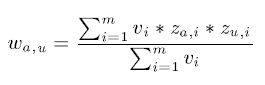 w_{a,u} = \frac{\sum_{i=1}^{m} v_i * z_{a,i} * z_{u,i}}{\sum_{i=1}^{m} v_i}